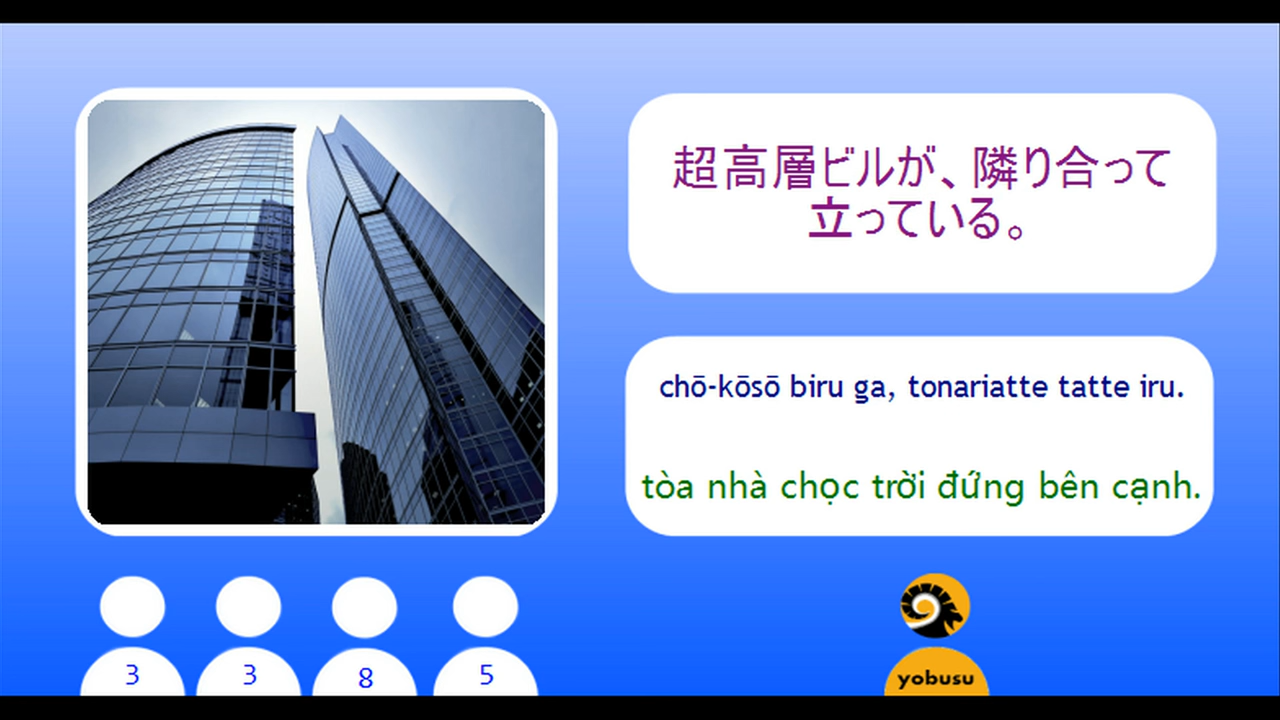 超高層ビルが、隣り合って
立っている。
chō-kōsō biru ga, tonariatte tatte iru.
tòa nhà chọc trời đứng bên cạnh.
3 3 8 5
yobusu